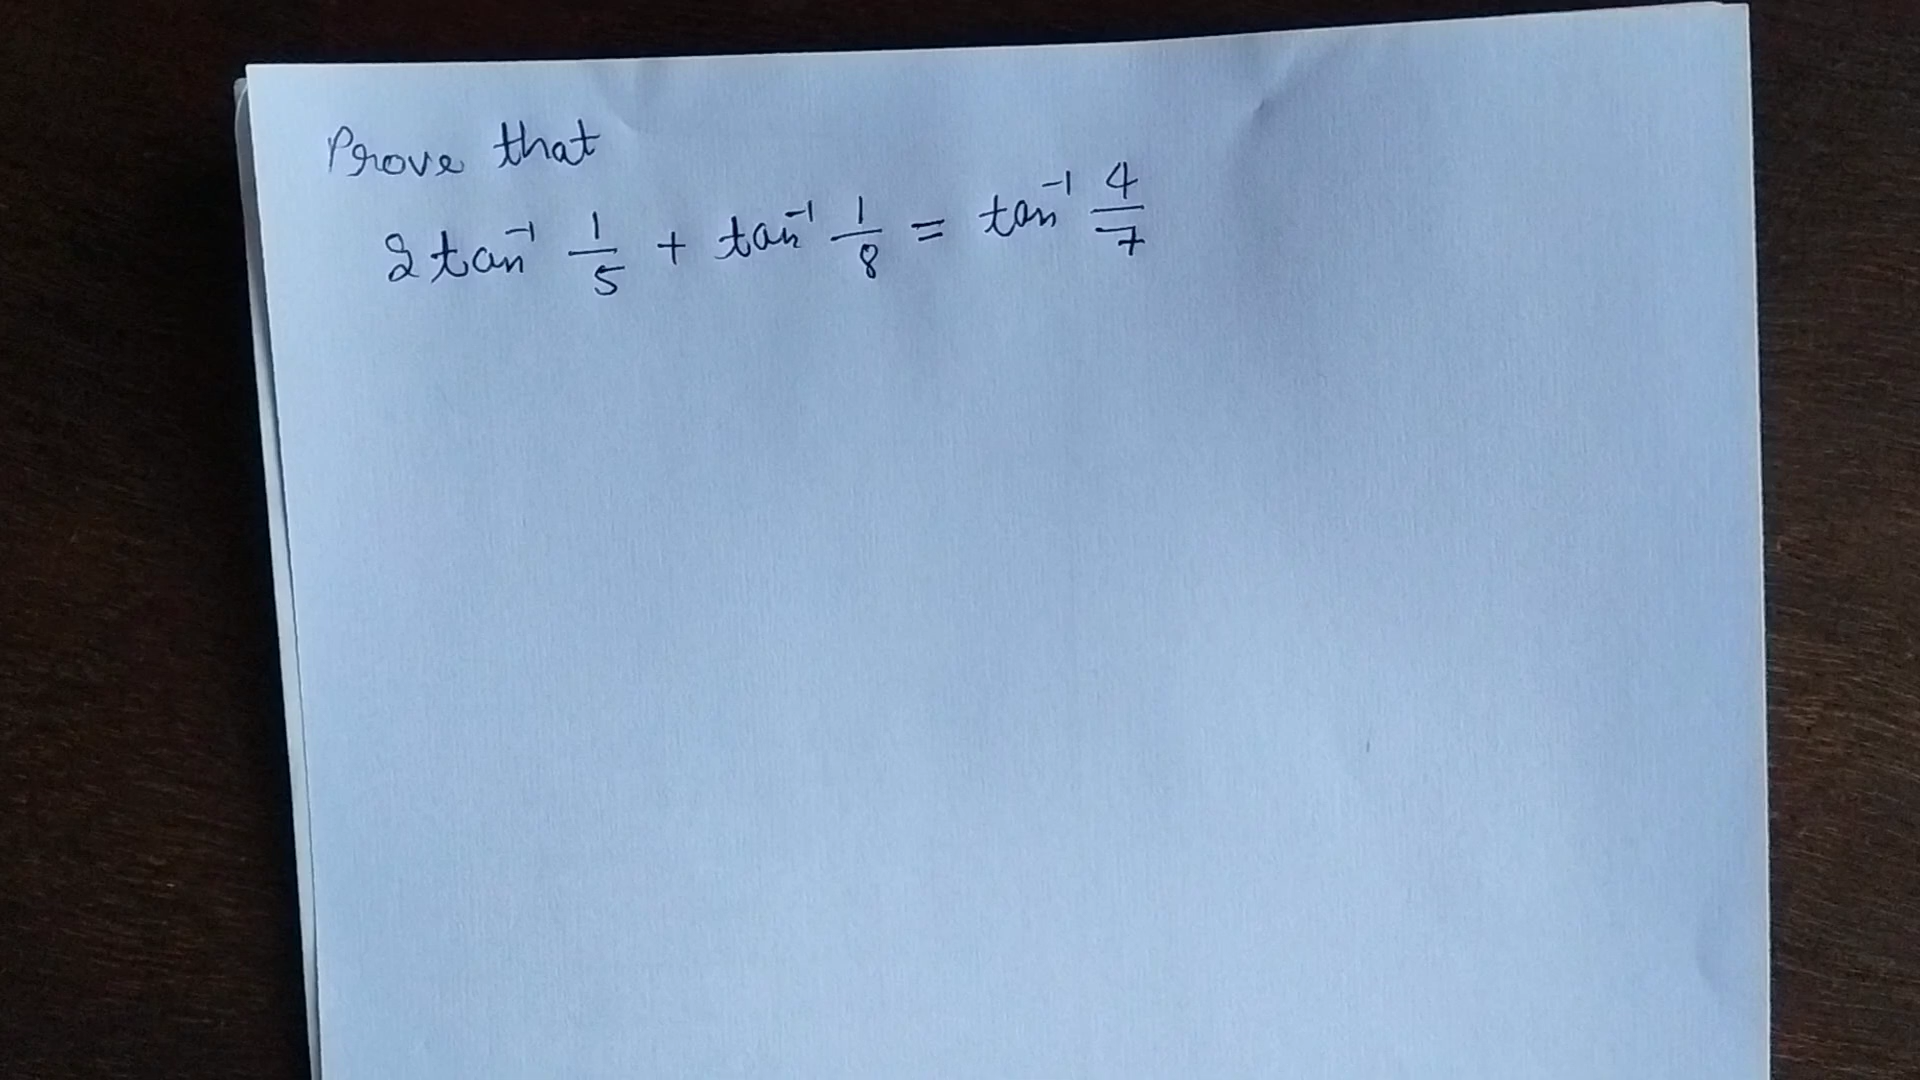 Prove that
2 tan⁻¹ 1/5 + tan⁻¹ 1/8 = tan⁻¹ 4/7